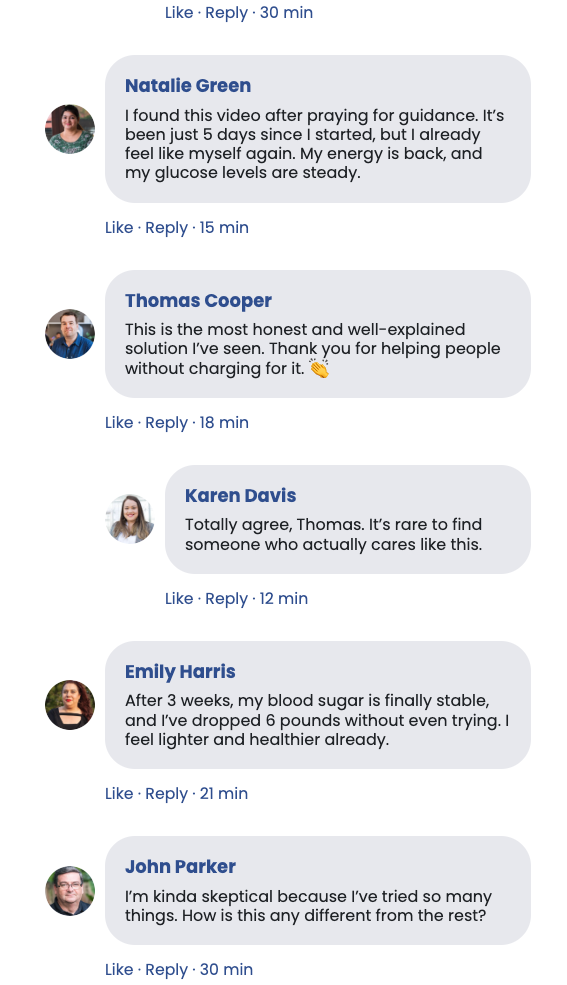 Like · Reply · 30 min
Natalie Green
I found this video after praying for guidance. It’s
been just 5 days since I started, but I already
feel like myself again. My energy is back, and
my glucose levels are steady.
Like · Reply · 15 min
Thomas Cooper
This is the most honest and well-explained
solution I’ve seen. Thank you for helping people
without charging for it. 👏
Like · Reply · 18 min
Karen Davis
Totally agree, Thomas. It’s rare to find
someone who actually cares like this.
Like · Reply · 12 min
Emily Harris
After 3 weeks, my blood sugar is finally stable,
and I’ve dropped 6 pounds without even trying. I
feel lighter and healthier already.
Like · Reply · 21 min
John Parker
I’m kinda skeptical because I’ve tried so many
things. How is this any different from the rest?
Like · Reply · 30 min